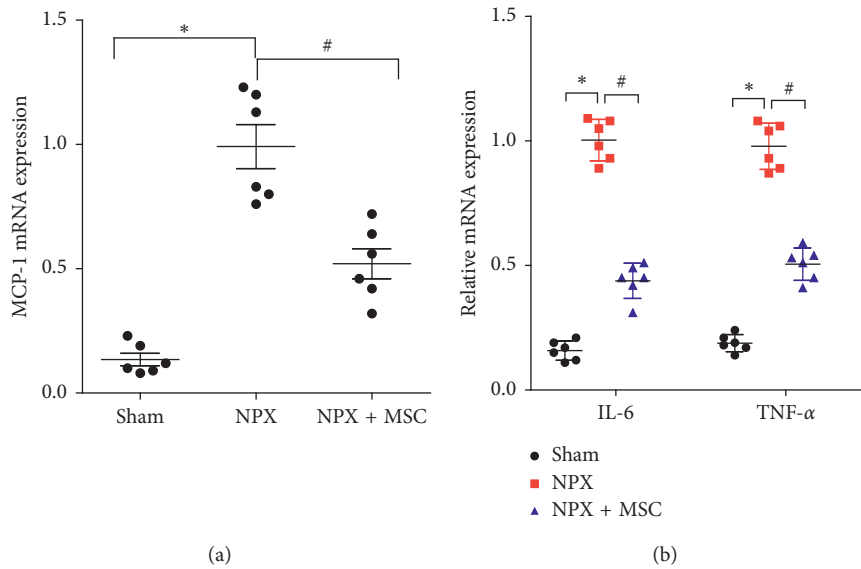 MCP-1 mRNA expression
1.5
1.0
0.5
0.0
*
#
Sham
NPX
NPX + MSC
(a)
Relative mRNA expression
1.5
1.0
0.5
0.0
*
#
*
#
IL-6
TNF-α
Sham
NPX
NPX + MSC
(b)